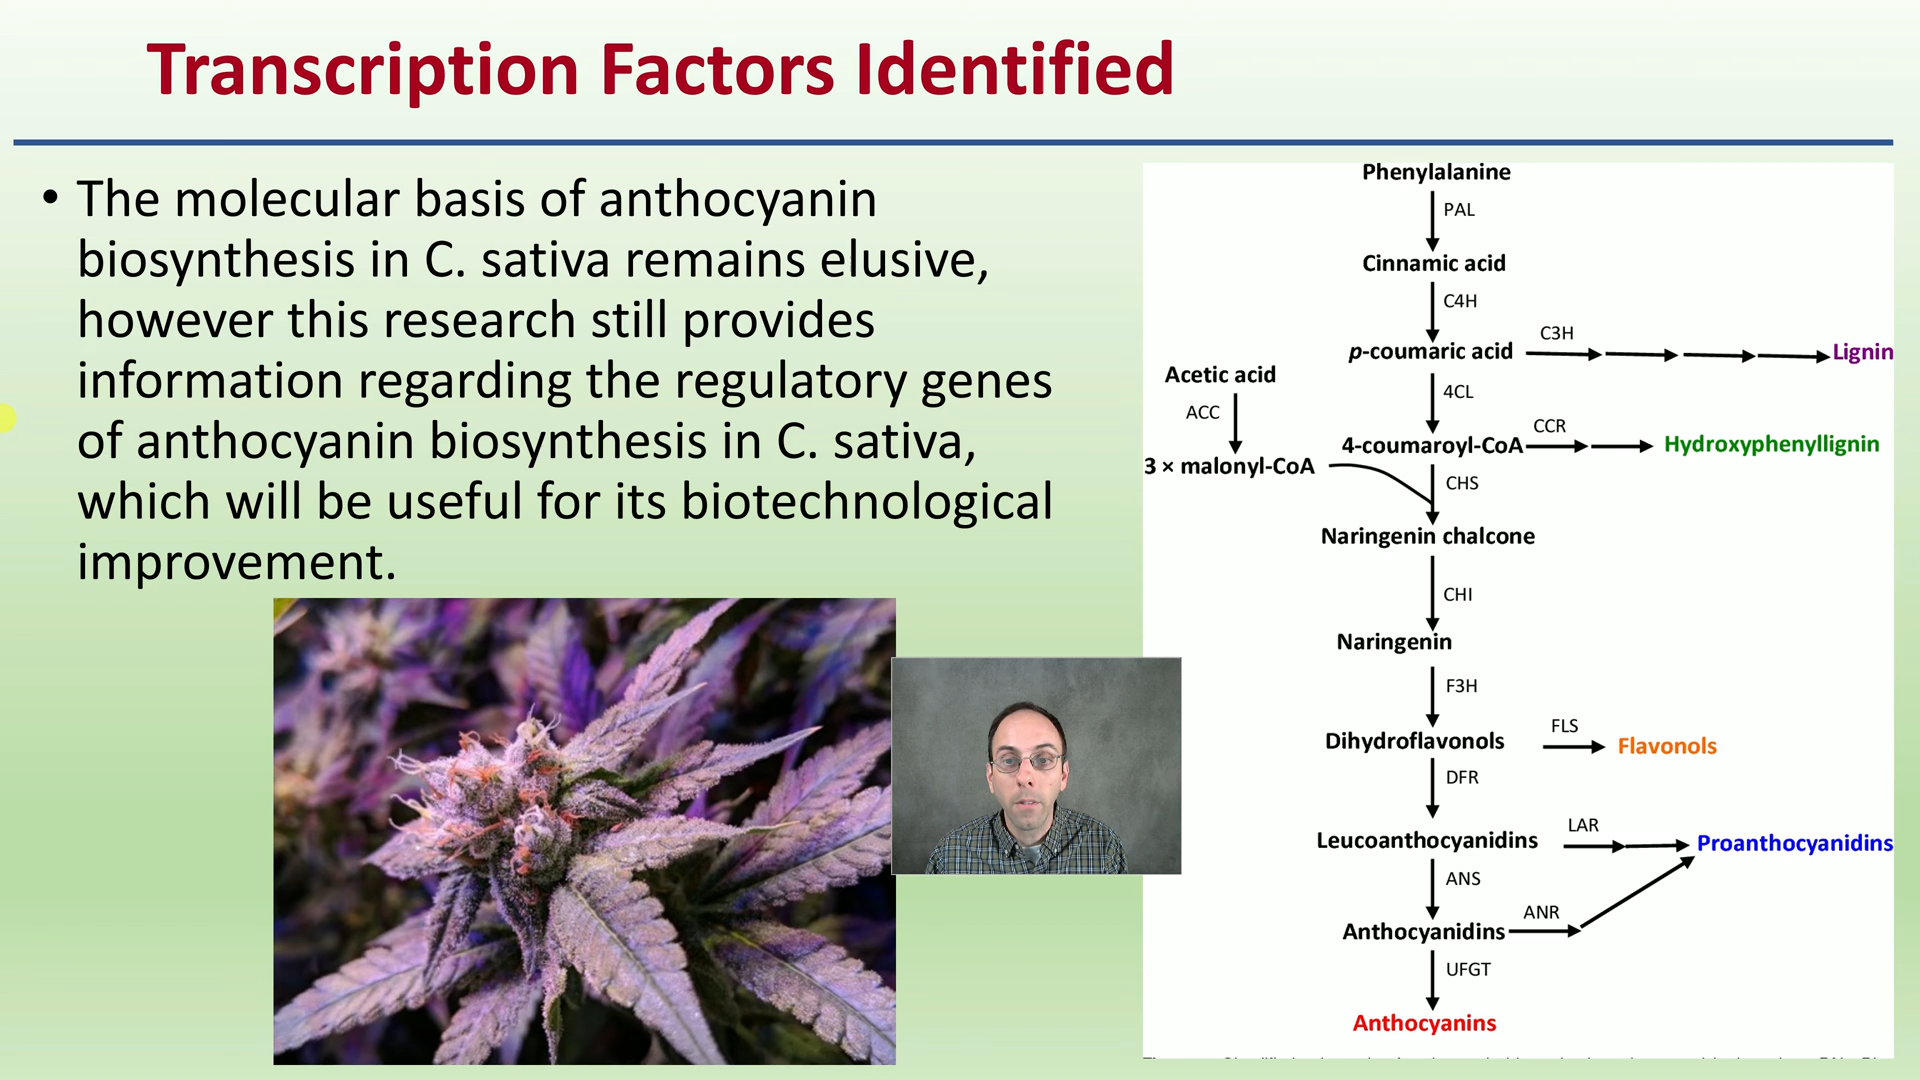 Transcription Factors Identified
• The molecular basis of anthocyanin
biosynthesis in C. sativa remains elusive,
however this research still provides
information regarding the regulatory genes
of anthocyanin biosynthesis in C. sativa,
which will be useful for its biotechnological
improvement.
Phenylalanine
PAL
Cinnamic acid
C4H
p-coumaric acid
C3H
Lignin
Acetic acid
ACC
3 × malonyl-CoA
4CL
4-coumaroyl-CoA
CCR
Hydroxyphenyllignin
CHS
Naringenin chalcone
CHI
Naringenin
F3H
Dihydroflavonols
FLS
Flavonols
DFR
Leucoanthocyanidins
LAR
Proanthocyanidins
ANS
Anthocyanidins
ANR
UFGT
Anthocyanins